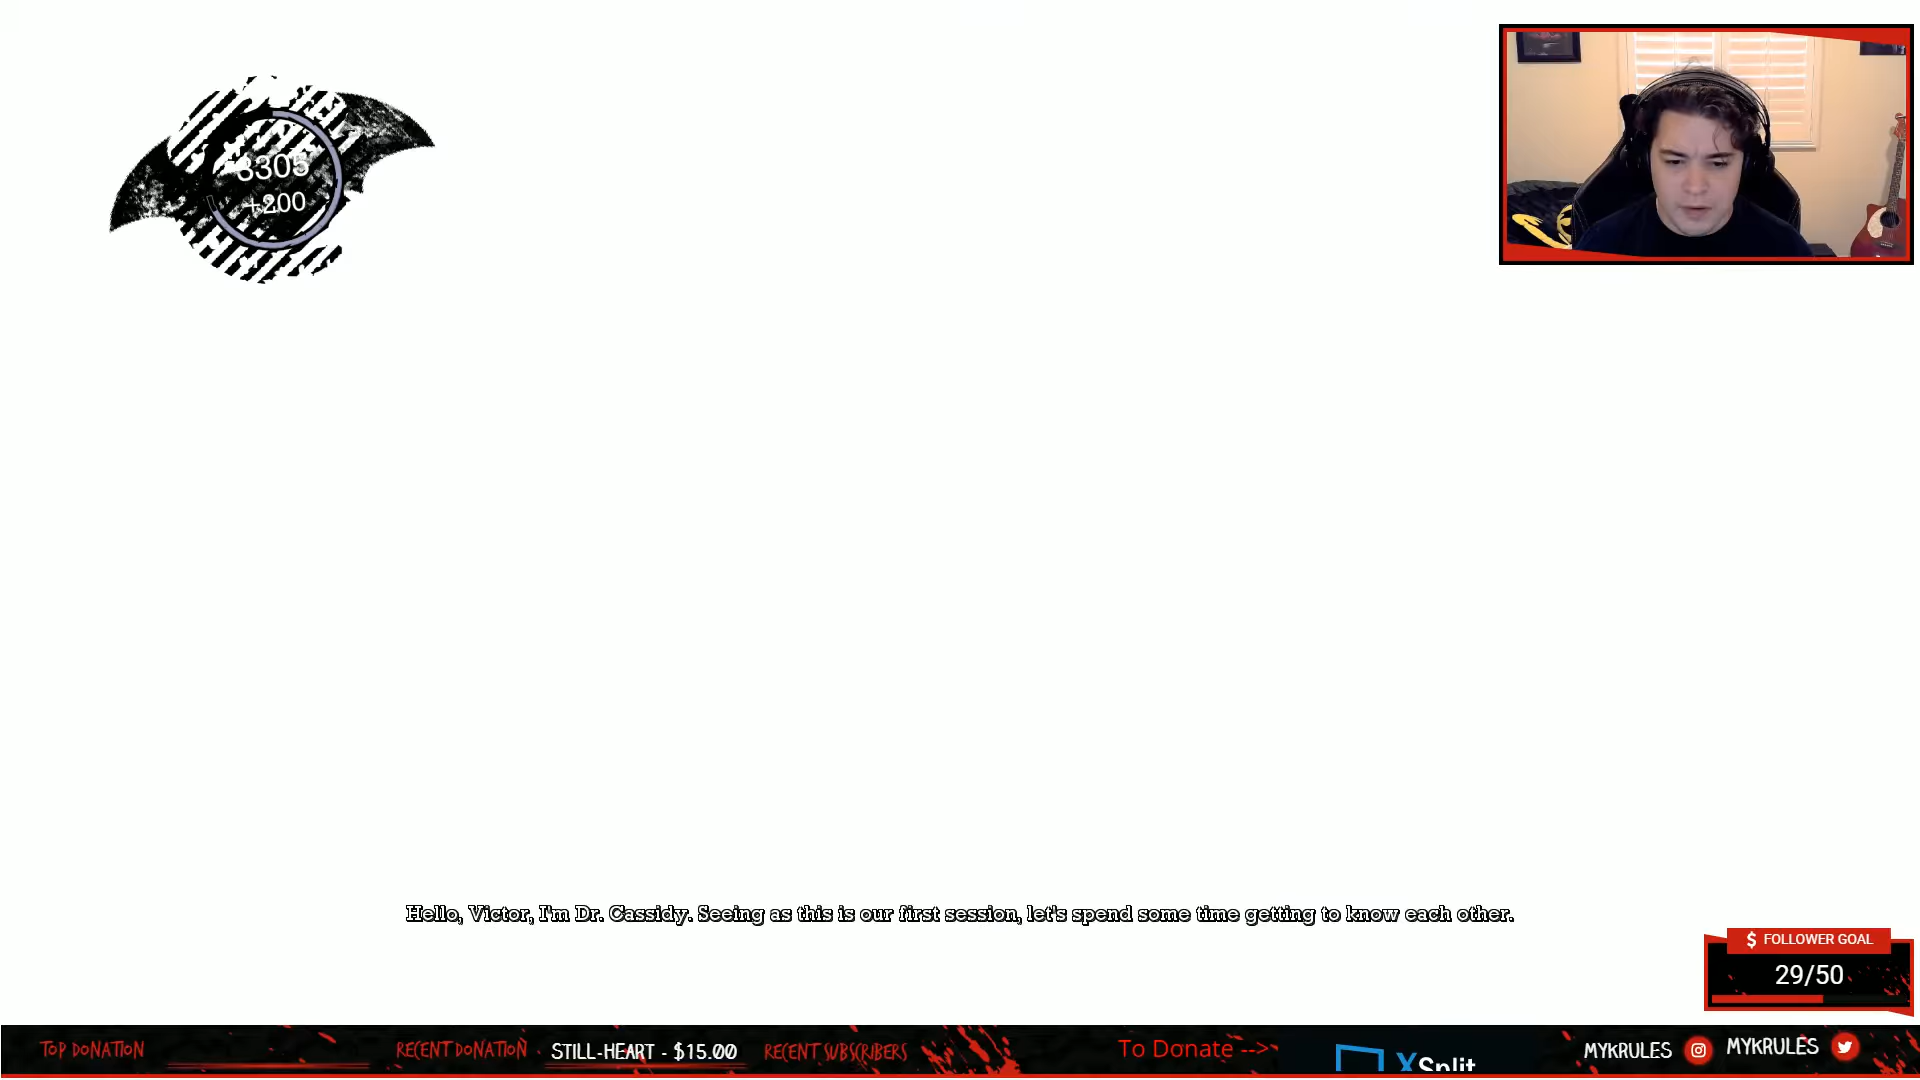 3305
+200
Hello, Victor, I'm Dr. Cassidy. Seeing as this is our first session, let's spend some time getting to know each other.
$ FOLLOWER GOAL
29/50
TOP DONATION
RECENT DONATION
STILL-HEART - $15.00
RECENT SUBSCRIBERS
To Donate -->
XSplit
MYKRULES
MYKRULES